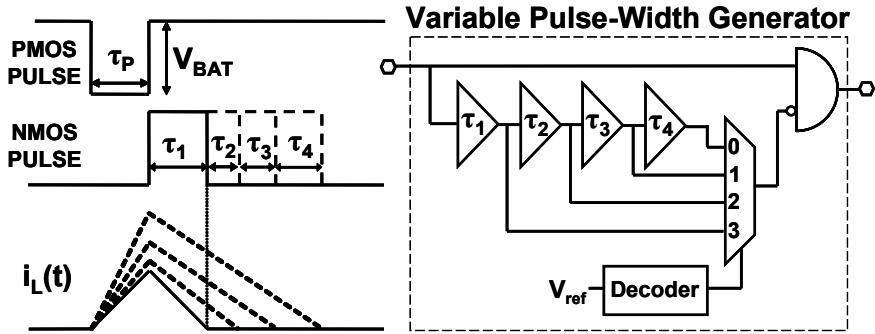 Variable Pulse-Width Generator
PMOS
PULSE
τP
VBAT
NMOS
PULSE
τ1
τ2
τ3
τ4
iL(t)
τ1
τ2
τ3
τ4
0
1
2
3
Vref
Decoder